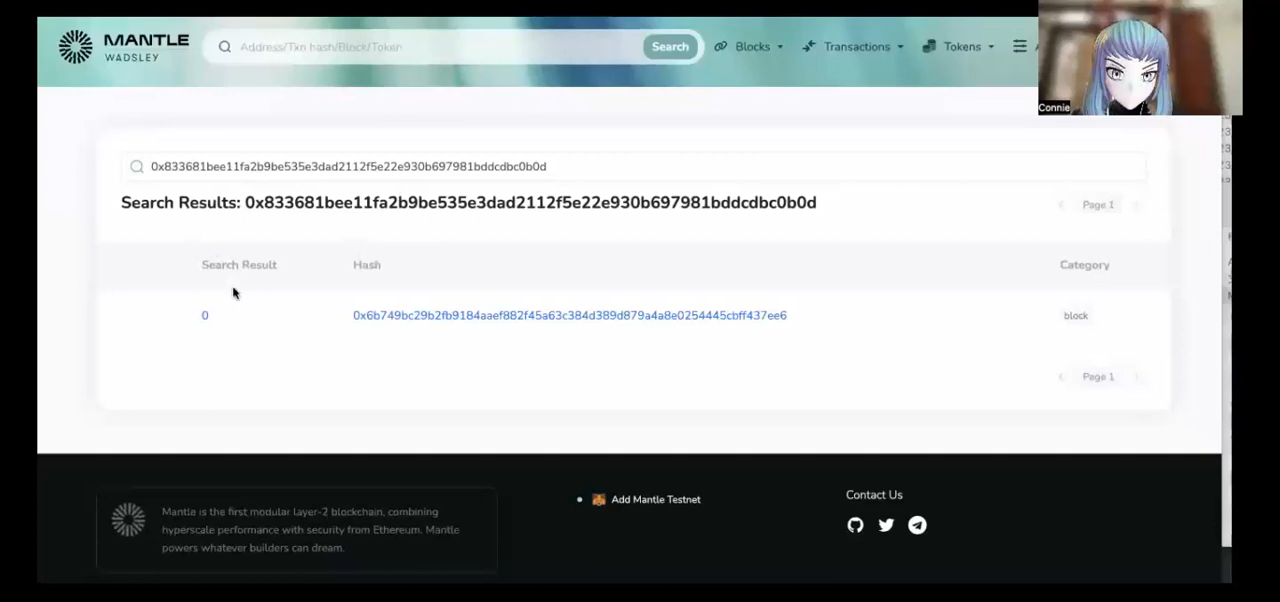 MANTLE
WADSLEY
Address/Txn hash/Block/Token
Search
Blocks
Transactions
Tokens
Connie
0x833681bee11fa2b9be535e3dad2112f5e22e930b697981bddcdbc0b0d
Search Results: 0x833681bee11fa2b9be535e3dad2112f5e22e930b697981bddcdbc0b0d
Page 1
Search Result Hash Category
0 0x6b749bc29b2fb9184aaef882f45a63c384d389d879a4a8e0254445cbff437ee6 block
Page 1
Mantle is the first modular layer-2 blockchain, combining
hyperscale performance with security from Ethereum. Mantle
powers whatever builders can dream.
Add Mantle Testnet
Contact Us